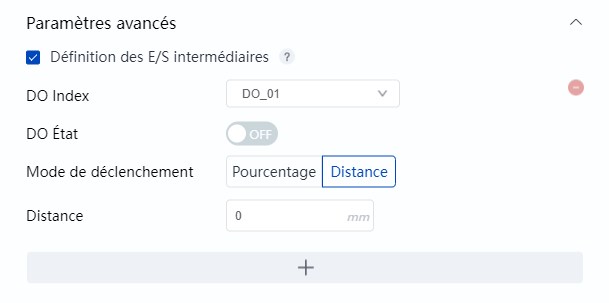 Paramètres avancés
Définition des E/S intermédiaires ?
DO Index DO_01
DO État OFF
Mode de déclenchement Pourcentage Distance
Distance 0 mm